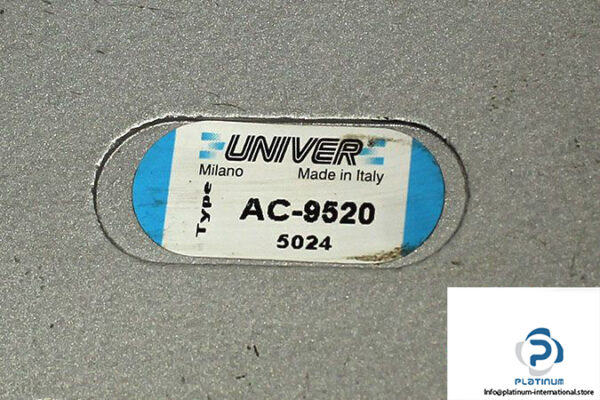 UNIVER
Milano Made in Italy
Type AC-9520
5024
PLATINUM
Info@platinum-international.store